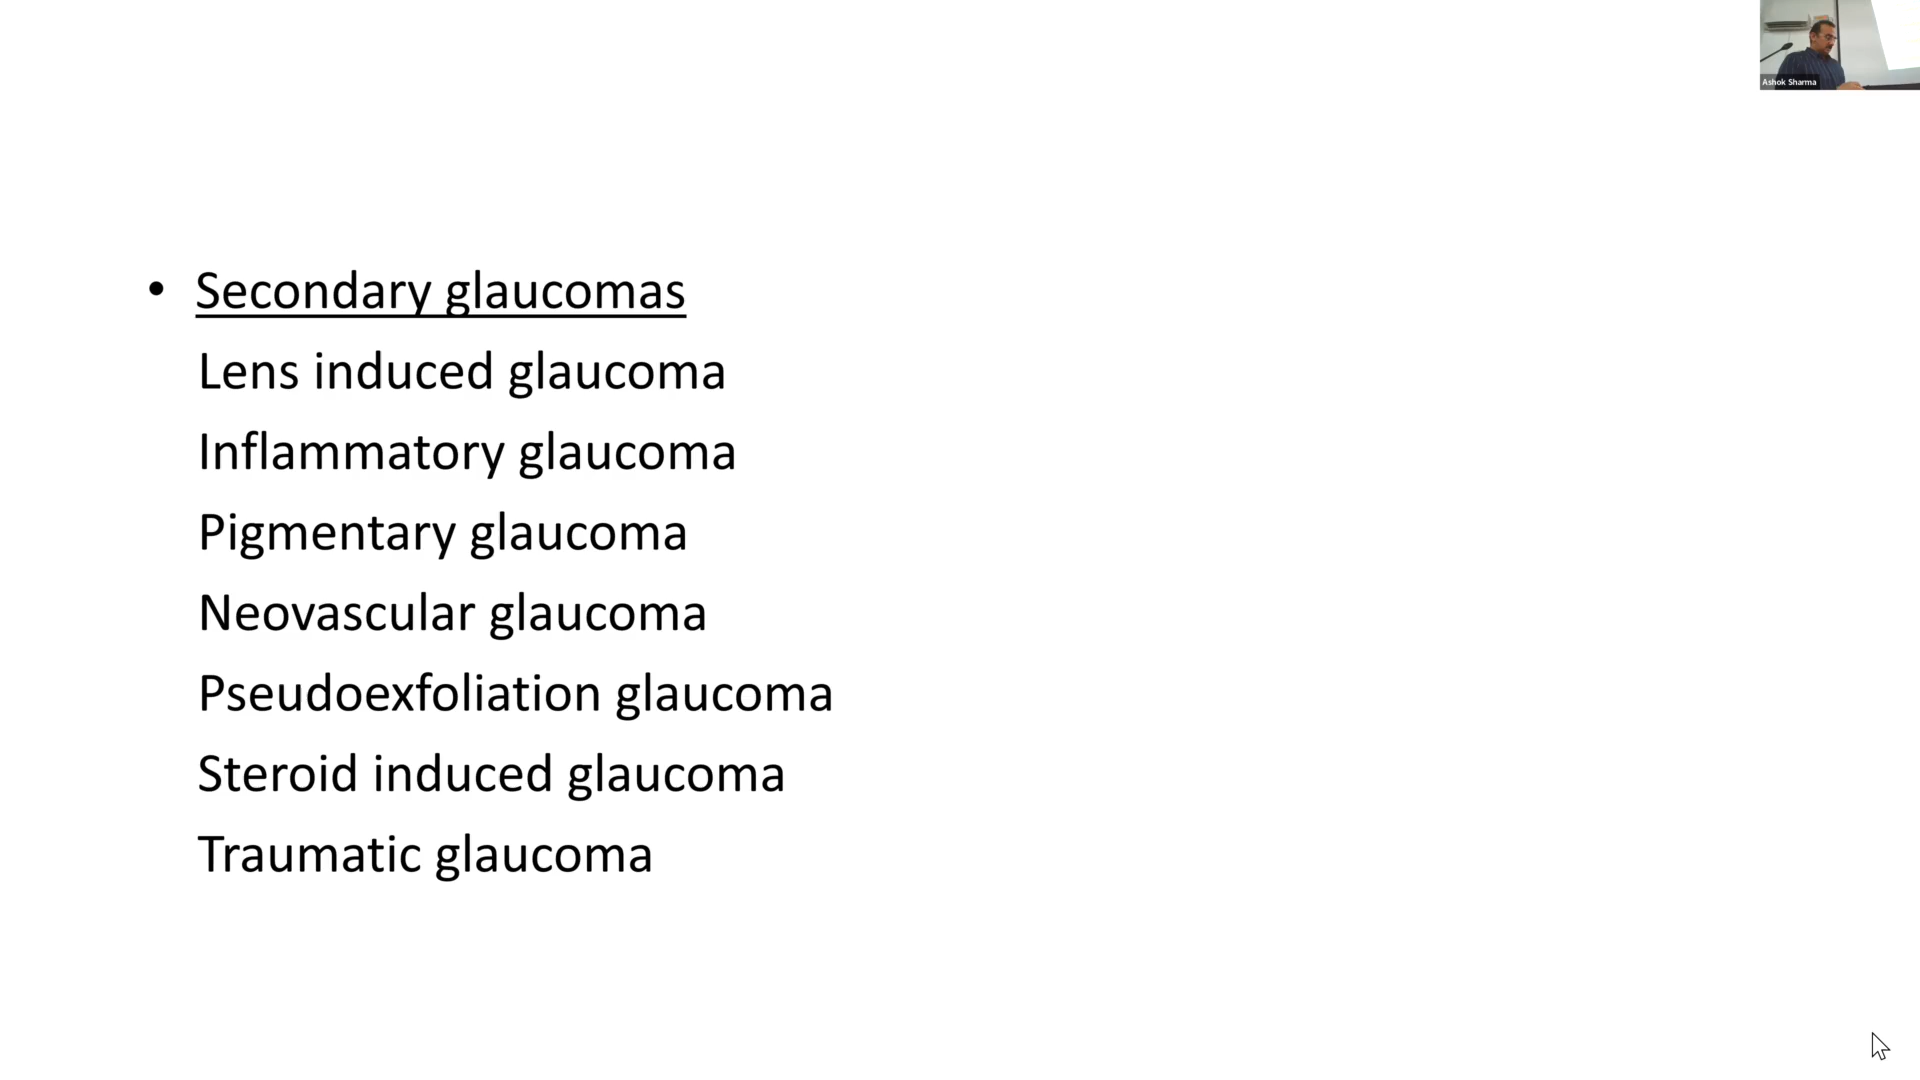 Ashok Sharma
• Secondary glaucomas
Lens induced glaucoma
Inflammatory glaucoma
Pigmentary glaucoma
Neovascular glaucoma
Pseudoexfoliation glaucoma
Steroid induced glaucoma
Traumatic glaucoma